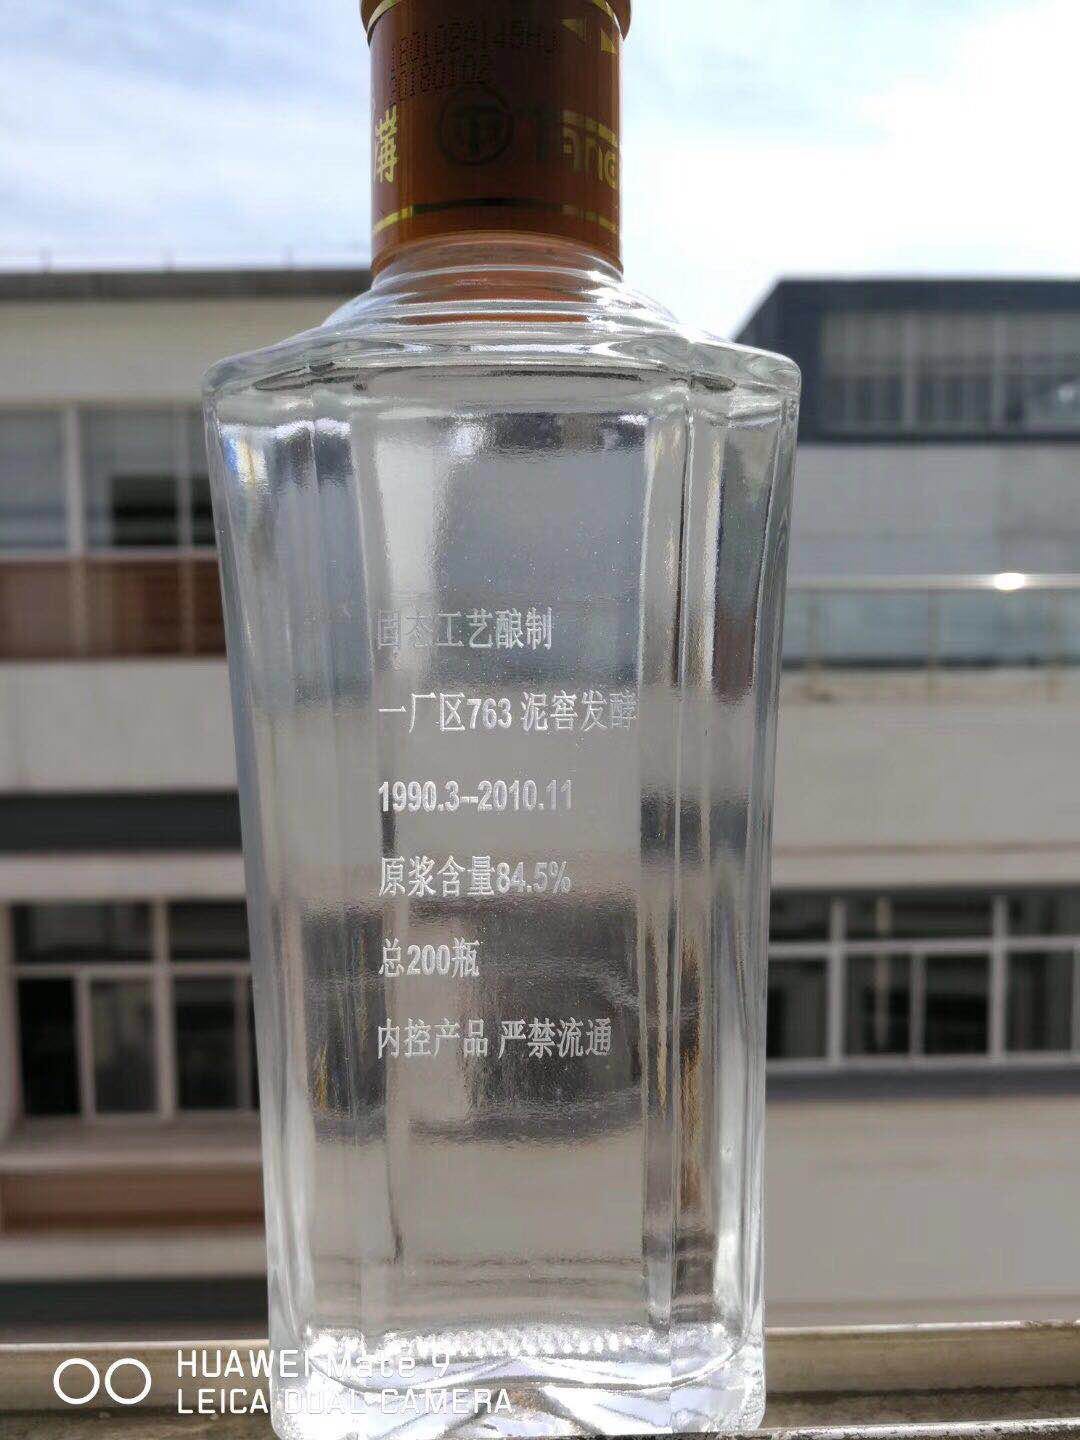 溝
Tang
固态工艺酿制
一厂区763 泥窖发酵
1990.3--2010.11
原浆含量84.5%
总200瓶
内控产品 严禁流通
HUAWEI Mate 9
LEICA DUAL CAMERA